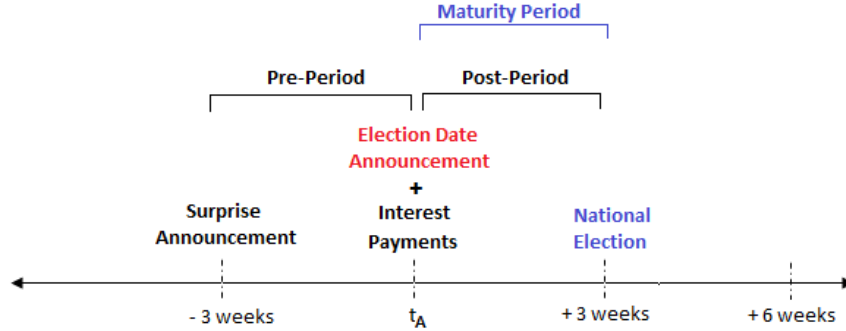 Maturity Period
Pre-Period
Post-Period
Election Date
Announcement
+
Surprise
Announcement
Interest
Payments
National
Election
- 3 weeks
tA
+ 3 weeks
+ 6 weeks